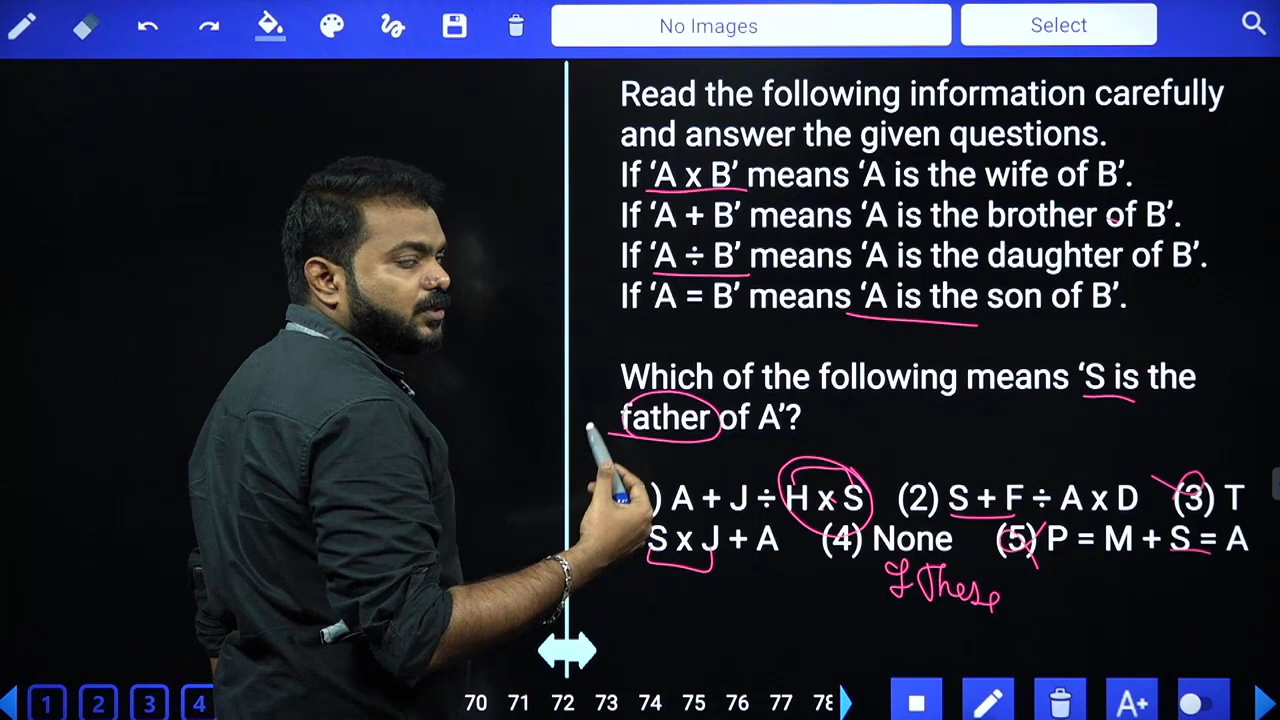 No Images
Select
Read the following information carefully
and answer the given questions.
If ‘A x B’ means ‘A is the wife of B’.
If ‘A + B’ means ‘A is the brother of B’.
If ‘A ÷ B’ means ‘A is the daughter of B’.
If ‘A = B’ means ‘A is the son of B’.
Which of the following means ‘S is the
father of A’?
) A + J ÷ H x S (2) S + F ÷ A x D (3) T
S x J + A (4) None (5) P = M + S = A
of These
1 2 3 4 70 71 72 73 74 75 76 77 78 A+